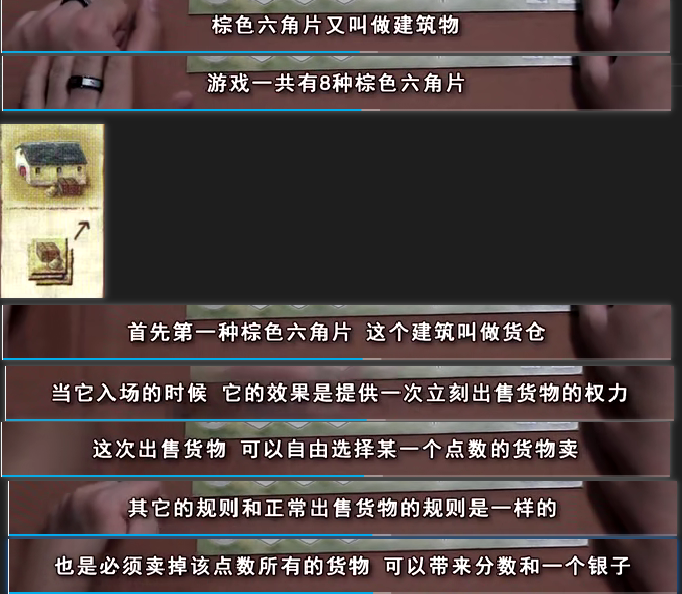 棕色六角片又叫做建筑物
游戏一共有8种棕色六角片
首先第一种棕色六角片 这个建筑叫做货仓
当它入场的时候 它的效果是提供一次立刻出售货物的权力
这次出售货物 可以自由选择某一个点数的货物卖
其它的规则和正常出售货物的规则是一样的
也是必须卖掉该点数所有的货物 可以带来分数和一个银子